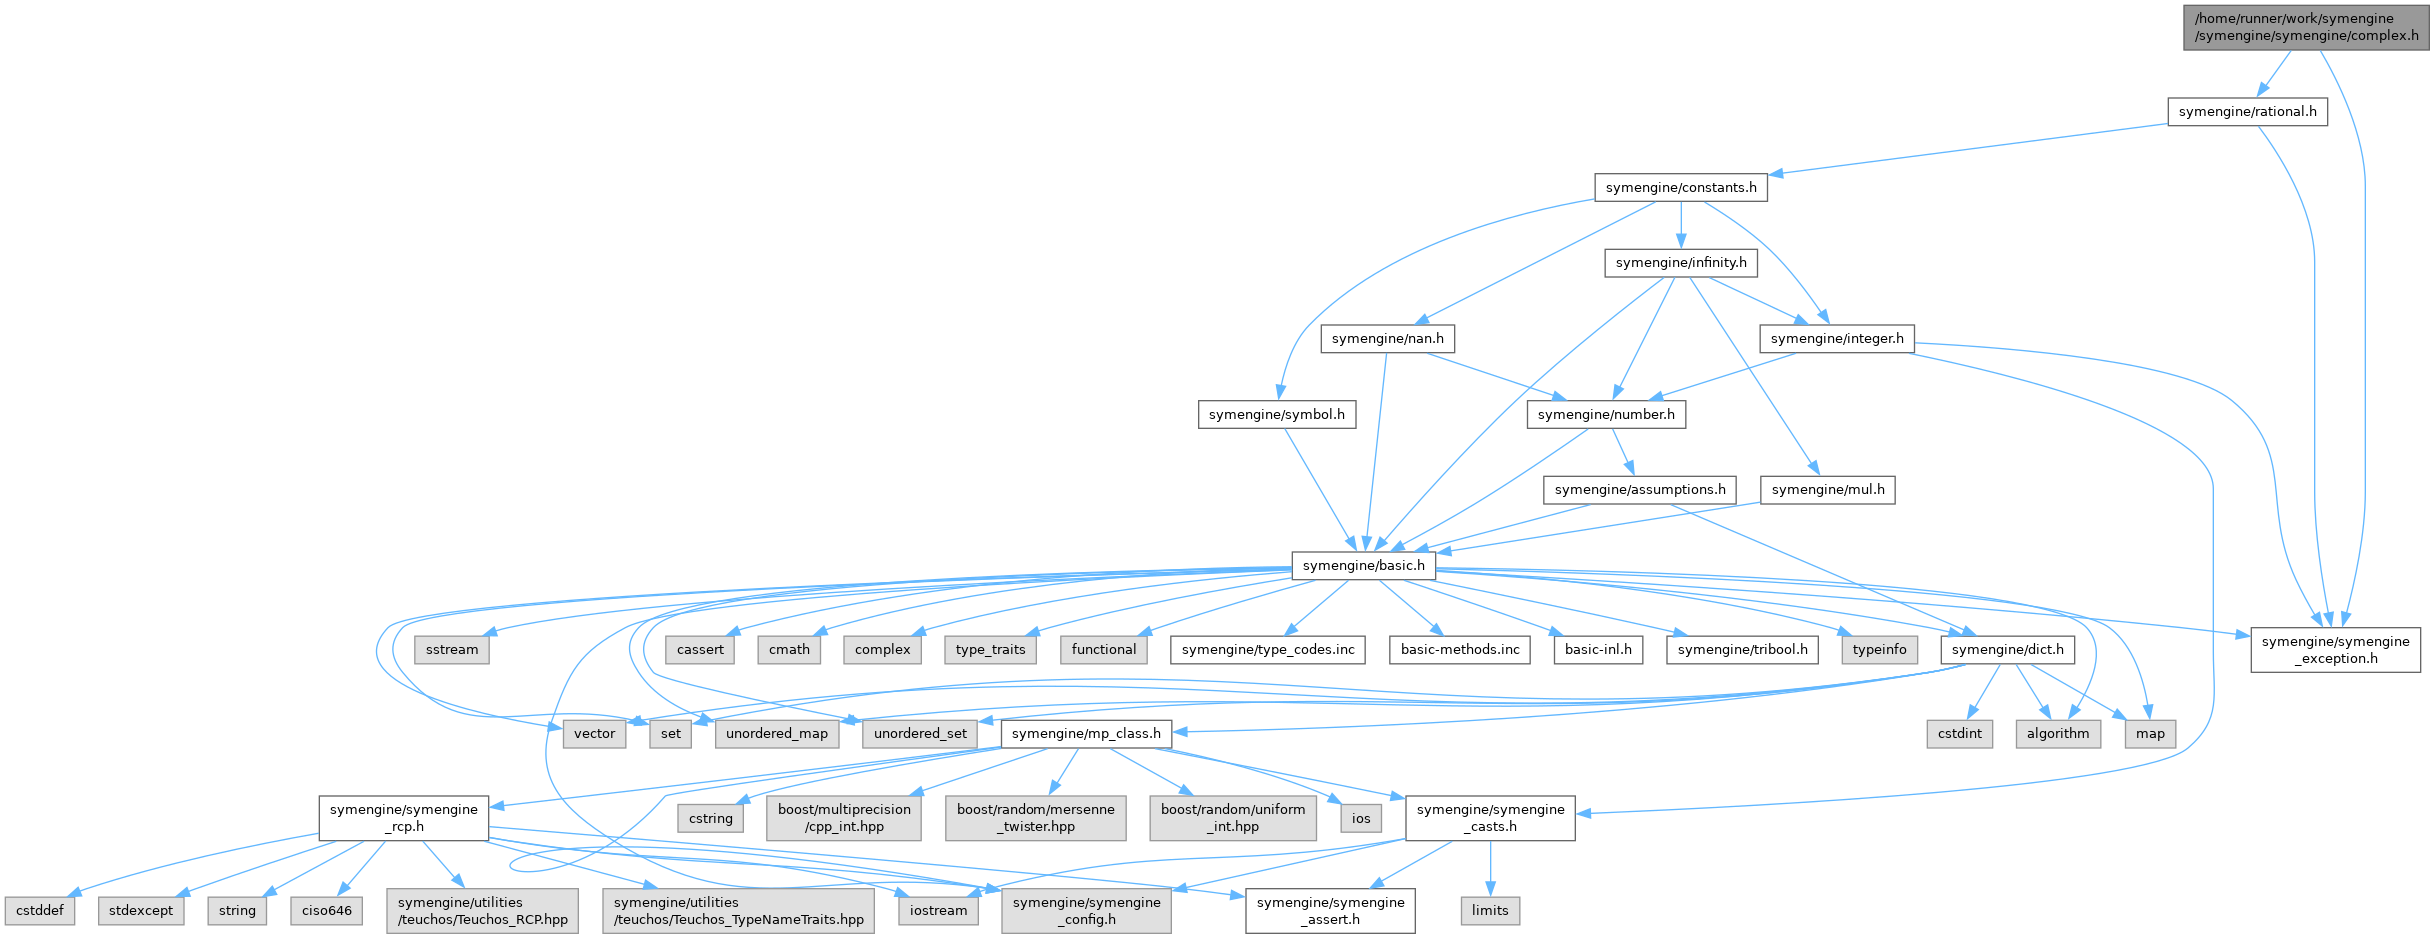 /home/runner/work/symengine
/symengine/symengine/complex.h
symengine/rational.h
symengine/constants.h
symengine/infinity.h
symengine/nan.h
symengine/integer.h
symengine/symbol.h
symengine/number.h
symengine/assumptions.h
symengine/mul.h
symengine/basic.h
sstream
cassert
cmath
complex
type_traits
functional
symengine/type_codes.inc
basic-methods.inc
basic-inl.h
symengine/tribool.h
typeinfo
symengine/dict.h
symengine/symengine
_exception.h
vector
set
unordered_map
unordered_set
symengine/mp_class.h
cstdint
algorithm
map
symengine/symengine
_rcp.h
cstring
boost/multiprecision
/cpp_int.hpp
boost/random/mersenne
_twister.hpp
boost/random/uniform
_int.hpp
ios
symengine/symengine
_casts.h
cstddef
stdexcept
string
ciso646
symengine/utilities
/teuchos/Teuchos_RCP.hpp
symengine/utilities
/teuchos/Teuchos_TypeNameTraits.hpp
iostream
symengine/symengine
_config.h
symengine/symengine
_assert.h
limits